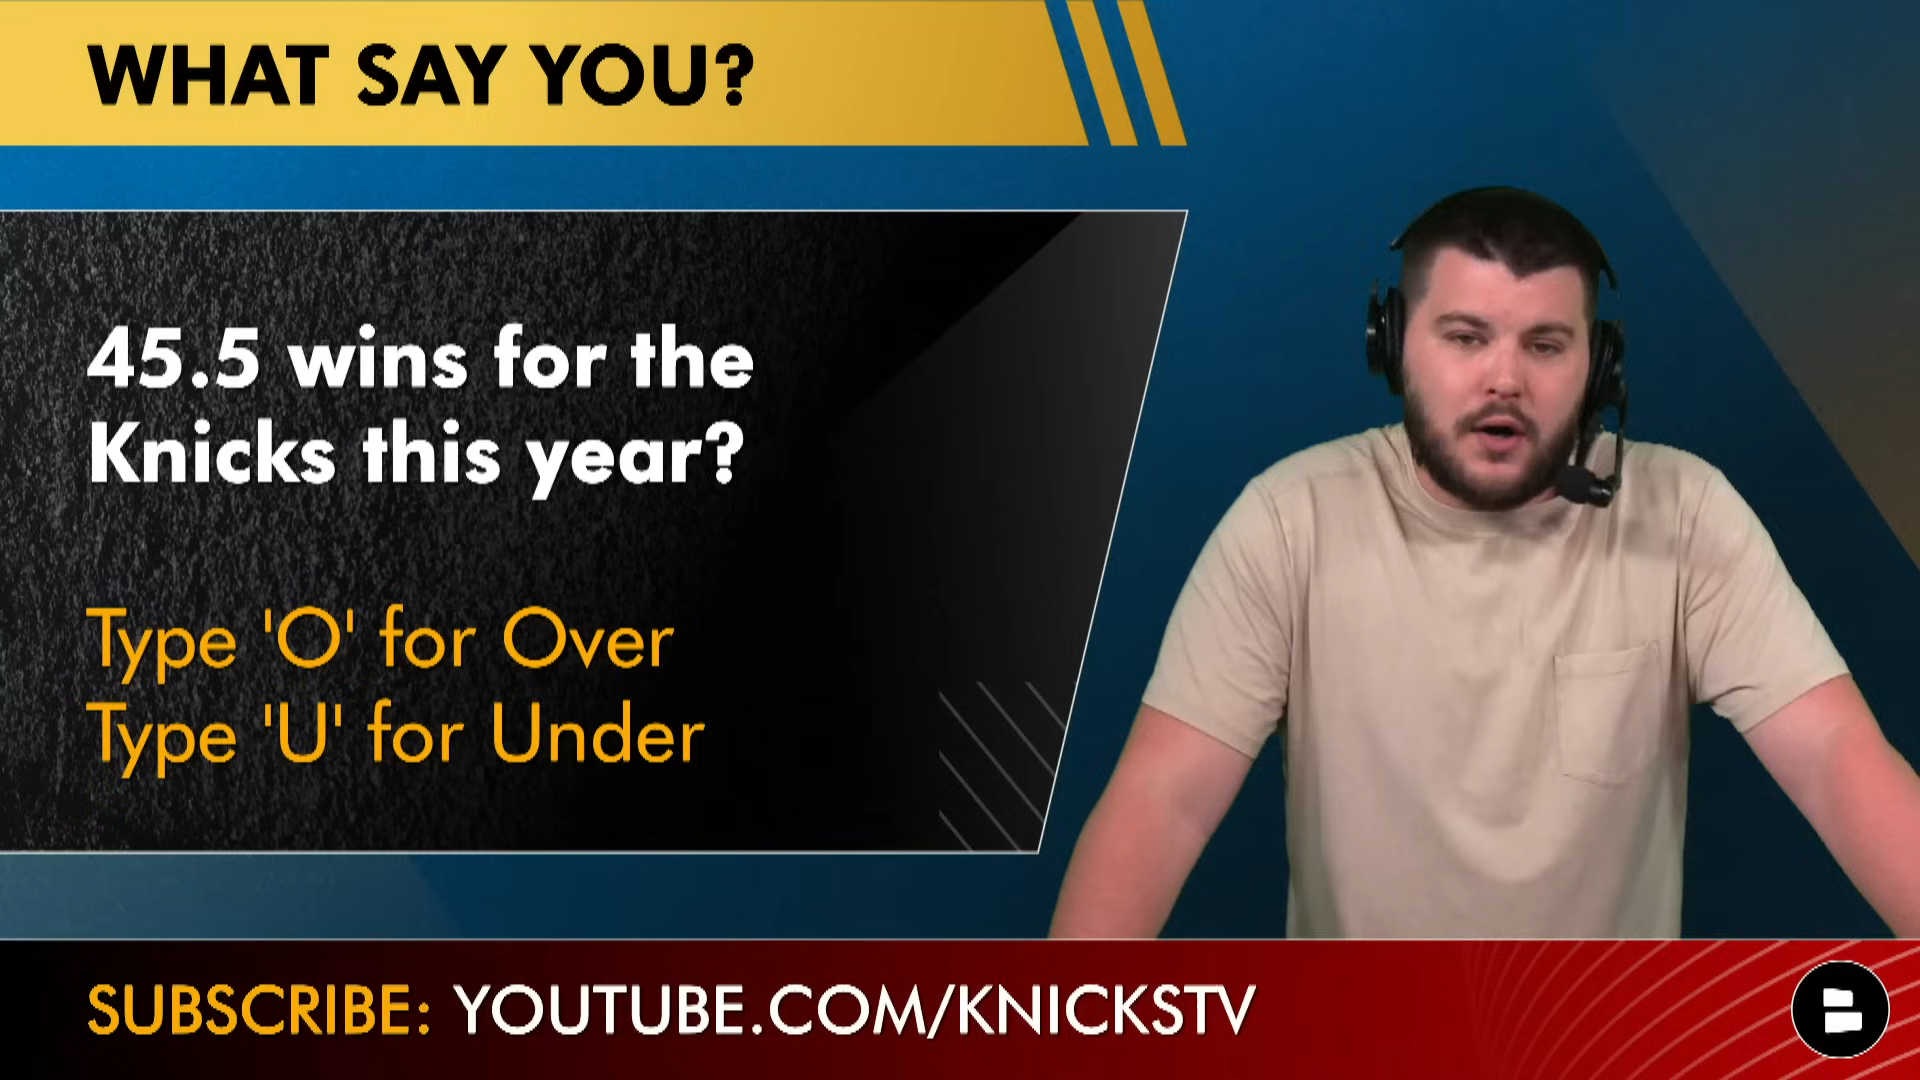 WHAT SAY YOU?
45.5 wins for the
Knicks this year?
Type 'O' for Over
Type 'U' for Under
SUBSCRIBE: YOUTUBE.COM/KNICKSTV